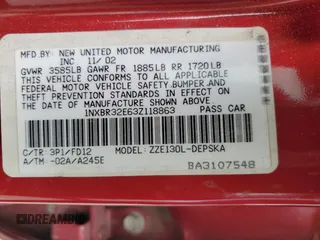 MFD.BY: NEW UNITED MOTOR MANUFACTURING
INC 11/02
GVWR 3585LB GAWR FR 1885LB RR 1720LB
THIS VEHICLE CONFORMS TO ALL APPLICABLE
FEDERAL MOTOR VEHICLE SAFETY,BUMPER,AND
THEFT PREVENTION STANDARDS IN EFFECT ON
THE DATE OF MANUFACTURE SHOWN ABOVE.
1NXBR32E63Z118863 PASS CAR
C/TR: 3P1/FD12 MODEL: ZZE130L-DEPSKA
A/TM: -02A/A245E
BA3107548
DREAMBID